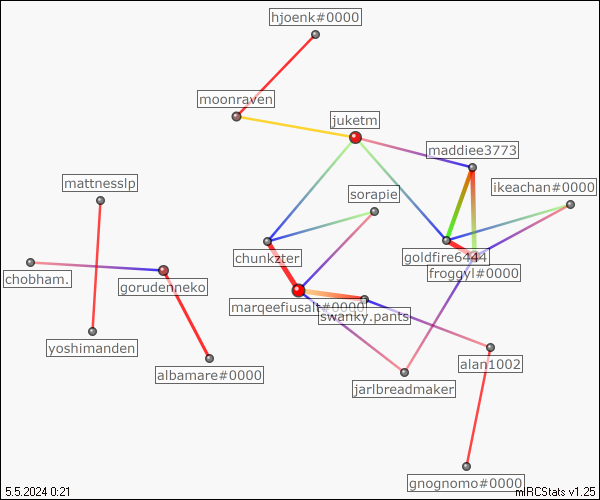 hjoenk#0000
moonraven
juketm
maddiee3773
mattnesslp
ikeachan#0000
sorapie
chunkzter
goldfire6444
froggyl#0000
chobham.
gorudenneko
marqeefiusalt#0000
swanky.pants
yoshimanden
alan1002
albamare#0000
jarlbreadmaker
gnognomo#0000
5.5.2024 0:21
mIRCStats v1.25